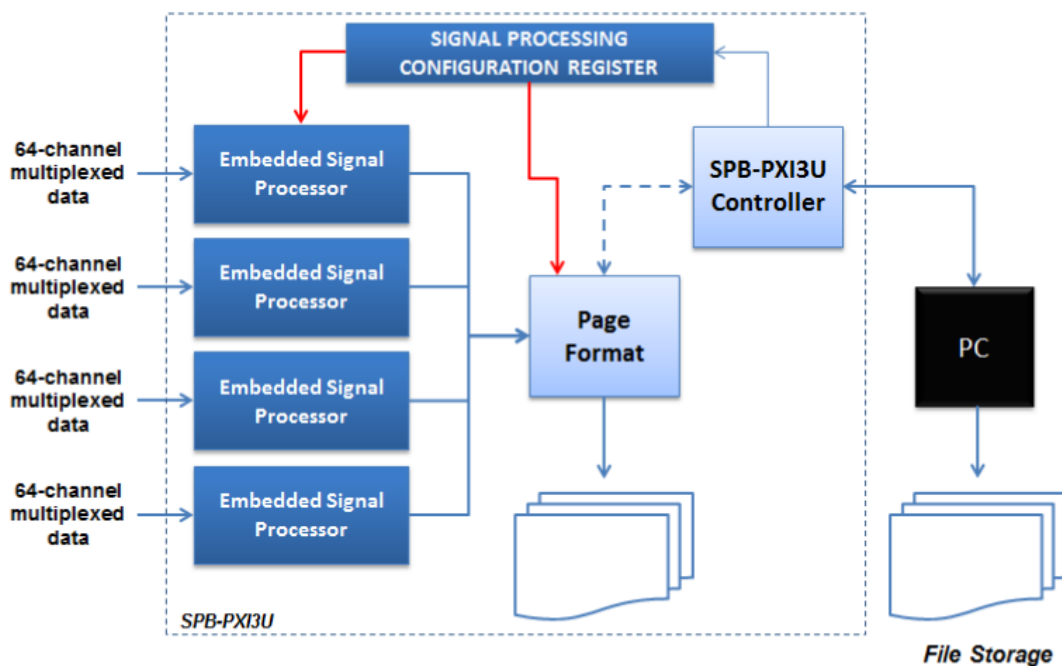 SIGNAL PROCESSING
CONFIGURATION REGISTER
64-channel
multiplexed
data
Embedded Signal
Processor
SPB-PXI3U
Controller
64-channel
multiplexed
data
Embedded Signal
Processor
Page
Format
PC
64-channel
multiplexed
data
Embedded Signal
Processor
64-channel
multiplexed
data
Embedded Signal
Processor
SPB-PXI3U
File Storage